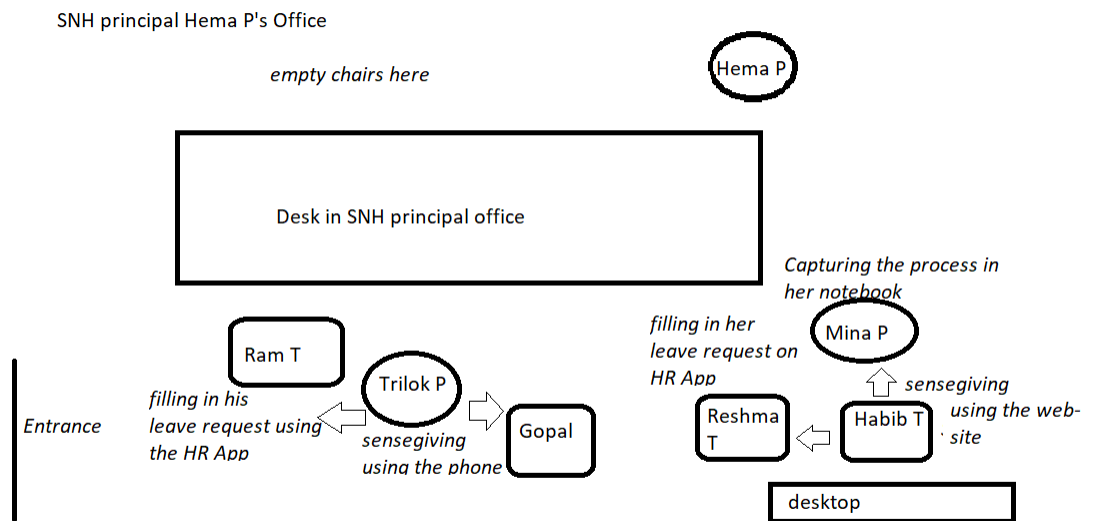 SNH principal Hema P's Office
empty chairs here
Hema P
Desk in SNH principal office
Capturing the process in
her notebook
Mina P
filling in her
leave request on
HR App
Ram T
Trilok P
filling in his
leave request using
the HR App
sensegiving
using the phone
Gopal
Entrance
Reshma
T
Habib T
sensegiving
using the web-
site
desktop